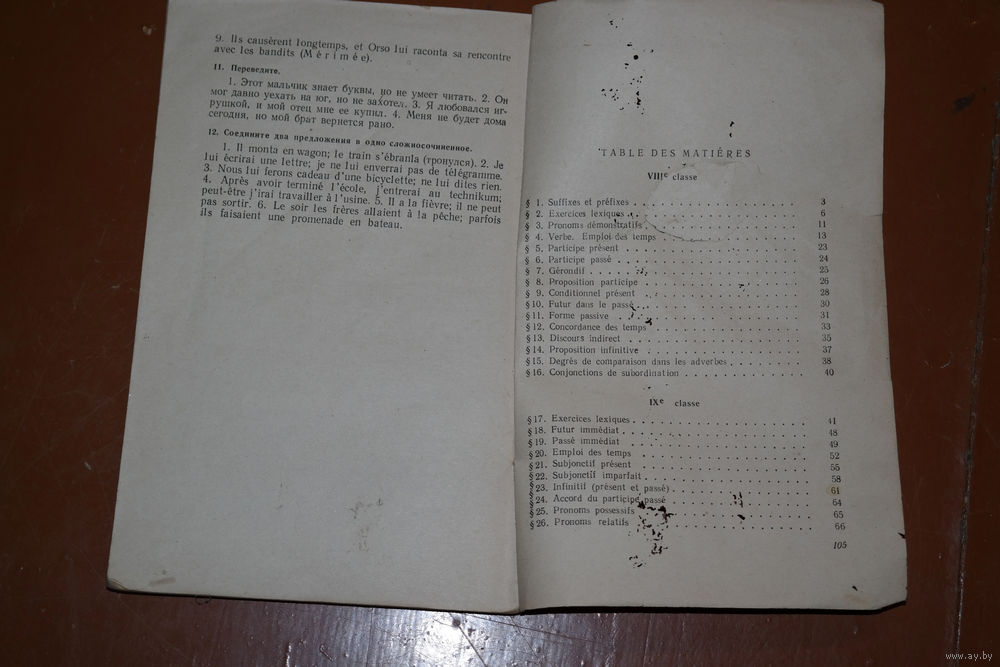 9. Ils causèrent longtemps, et Orso lui raconta sa rencontre
avec les bandits (Mérimée).
11. Переведите.
1. Этот мальчик знает буквы, но не умеет читать. 2. Он
мог давно уехать на юг, но не захотел. 3. Я любовался иг-
рушкой, и мой отец мне ее купил. 4. Меня не будет дома
сегодня, но мой брат вернется рано.
12. Соедините два предложения в одно сложносочиненное.
1. Il monta en wagon; le train s'ébranla (тронулся). 2. Je
lui écrirai une lettre; je ne lui enverrai pas de télégramme.
3. Nous lui ferons cadeau d'une bicyclette; ne lui dites rien.
4. Après avoir terminé l'école, j'entrerai au technikum;
peut-être j'irai travailler à l'usine. 5. Il a la fièvre; il ne peut
pas sortir. 6. Le soir les frères allaient à la pêche; parfois
ils faisaient une promenade en bateau.
TABLE DES MATIÉRES
VIIIe classe
§ 1. Suffixes et préfixes . . . . . . . . . . . . . . 3
§ 2. Exercices lexiques . . . . . . . . . . . . . . 6
§ 3. Pronoms démonstratifs . . . . . . . . . . . . . . 11
§ 4. Verbe. Emploi des temps . . . . . . . . . . . . . . 13
§ 5. Participe présent . . . . . . . . . . . . . . 23
§ 6. Participe passé . . . . . . . . . . . . . . 24
§ 7. Gérondif . . . . . . . . . . . . . . 25
§ 8. Proposition participe . . . . . . . . . . . . . . 26
§ 9. Conditionnel présent . . . . . . . . . . . . . . 28
§ 10. Futur dans le passé . . . . . . . . . . . . . . 30
§ 11. Forme passive . . . . . . . . . . . . . . 31
§ 12. Concordance des temps . . . . . . . . . . . . . . 33
§ 13. Discours indirect . . . . . . . . . . . . . . 35
§ 14. Proposition infinitive . . . . . . . . . . . . . . 37
§ 15. Degrès de comparaison dans les adverbes . . . . . . . . 38
§ 16. Conjonctions de subordination . . . . . . . . . . . 40
IXe classe
§ 17. Exercices lexiques . . . . . . . . . . . . . . 41
§ 18. Futur immédiat . . . . . . . . . . . . . . 48
§ 19. Passé immédiat . . . . . . . . . . . . . . 49
§ 20. Emploi des temps . . . . . . . . . . . . . . 52
§ 21. Subjonctif présent . . . . . . . . . . . . . . 55
§ 22. Subjonctif imparfait . . . . . . . . . . . . . . 58
§ 23. Infinitif (présent et passé) . . . . . . . . . . . . . . 61
§ 24. Accord du participe passé . . . . . . . . . . . . . . 64
§ 25. Pronoms possessifs . . . . . . . . . . . . . . 65
§ 26. Pronoms relatifs . . . . . . . . . . . . . . 66
105
www.ay.by